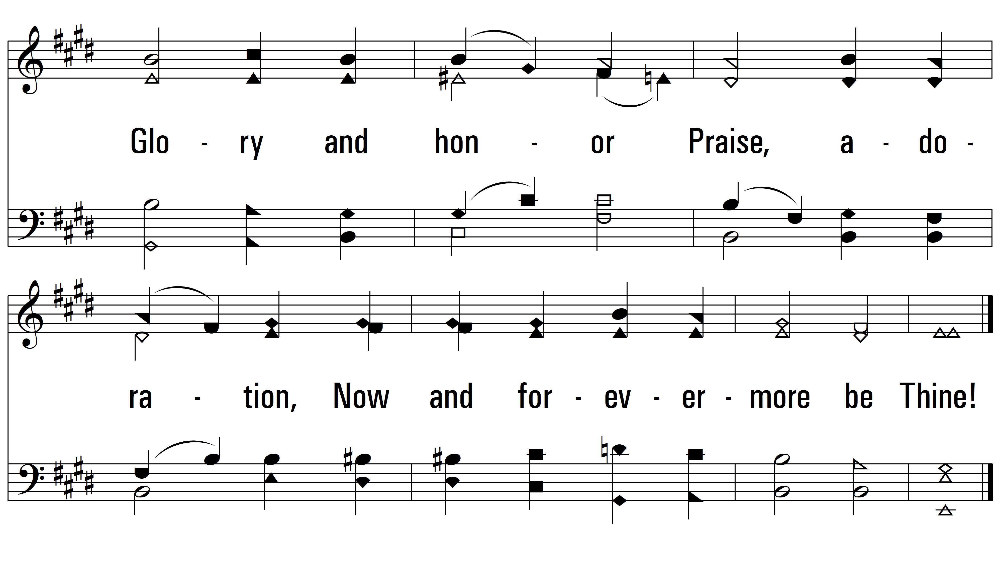 Glo - ry and hon - or Praise, a - do -
ra - tion, Now and for - ev - er - more be Thine!